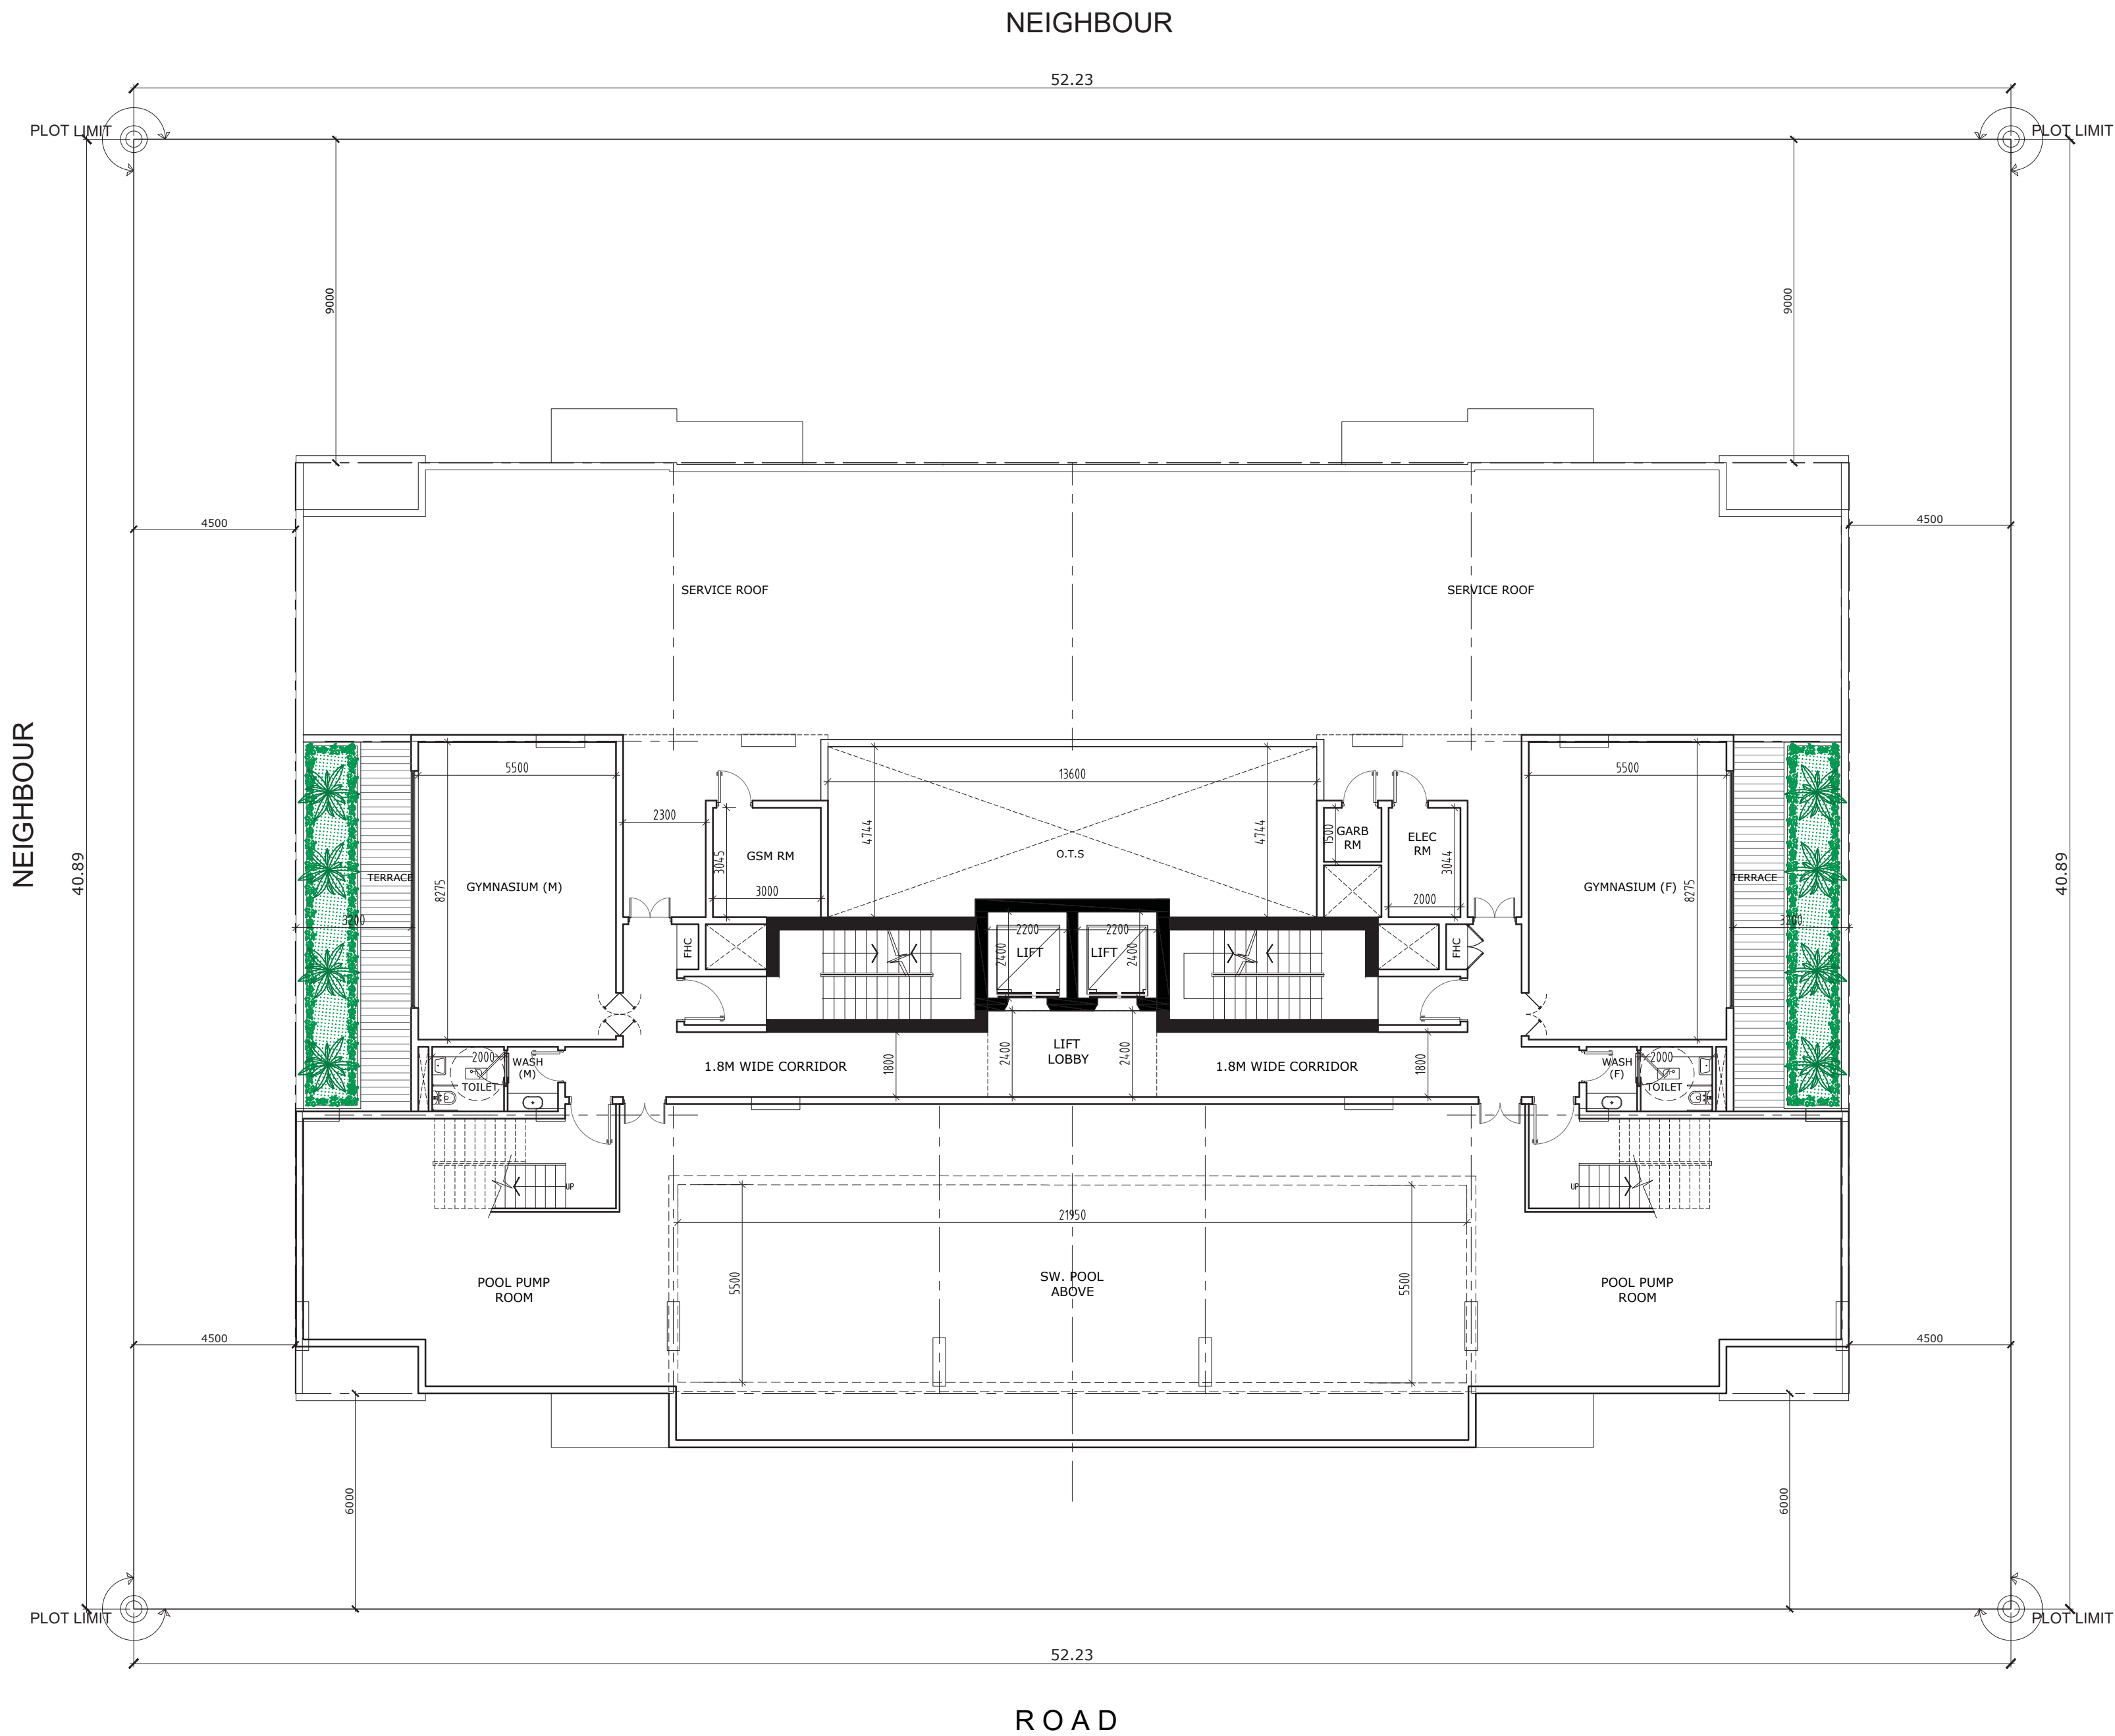 NEIGHBOUR
52.23
PLOT LIMIT
PLOT LIMIT
9000
9000
4500
4500
SERVICE ROOF
SERVICE ROOF
NEIGHBOUR
40.89
40.89
5500
13600
5500
2300
4744
4744
1500
GARB
RM
ELEC
RM
GSM RM
3045
3044
O.T.S
TERRACE
8275
GYMNASIUM (M)
3000
2000
GYMNASIUM (F)
8275
TERRACE
3200
3200
2200
2200
FHC
2400
LIFT
LIFT
2400
FHC
1.8M WIDE CORRIDOR
1800
2400
LIFT
LOBBY
2400
1.8M WIDE CORRIDOR
1800
2000
WASH
(M)
TOILET
WASH
(F)
2000
TOILET
UP
UP
21950
5500
5500
POOL PUMP
ROOM
SW. POOL
ABOVE
POOL PUMP
ROOM
4500
4500
6000
6000
PLOT LIMIT
PLOT LIMIT
52.23
ROAD